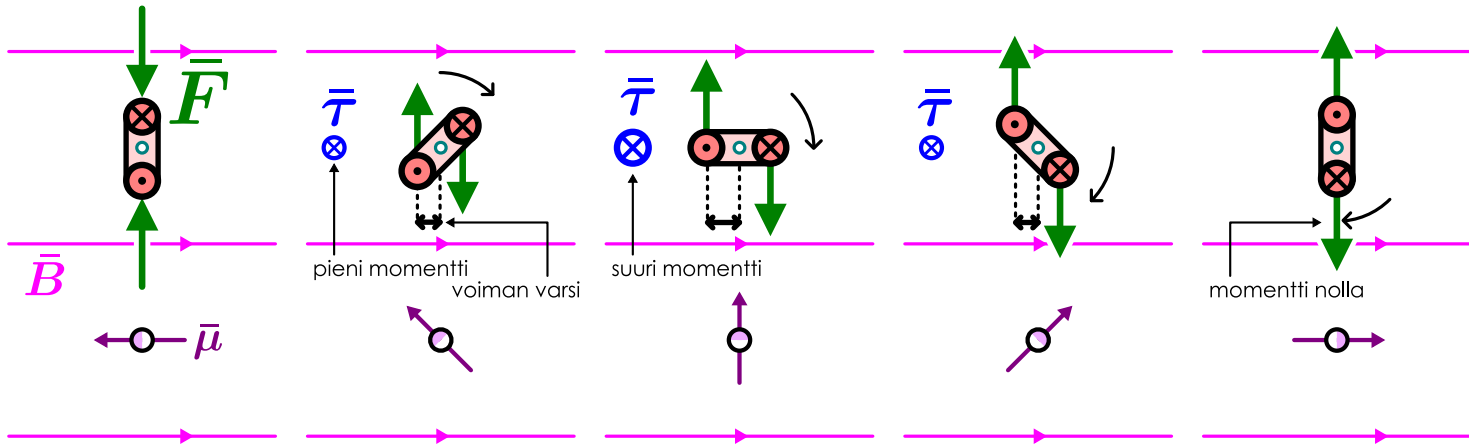 F̄
τ̄
τ̄
τ̄
B̄
pieni momentti
voiman varsi
suuri momentti
momentti nolla
μ̄